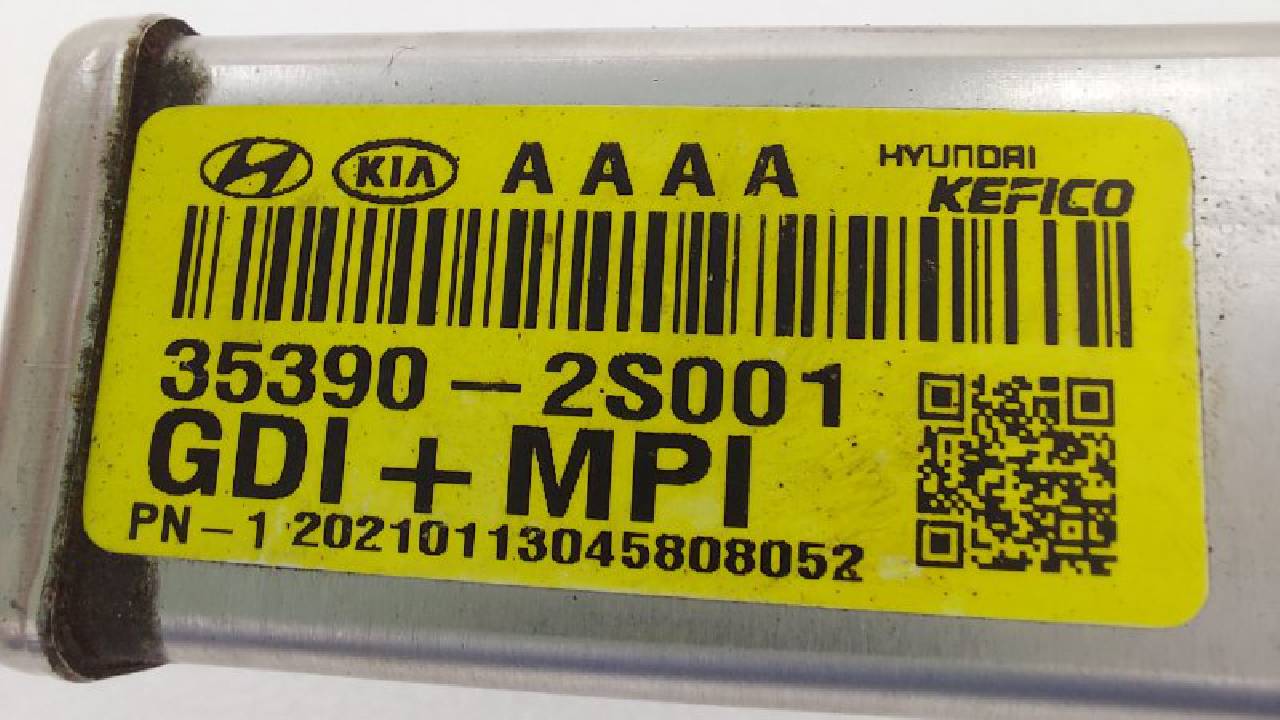 KIA AAAA HYUNDAI
KEFICO
35390-2S001
GDI + MPI
PN-1 20210113045808052